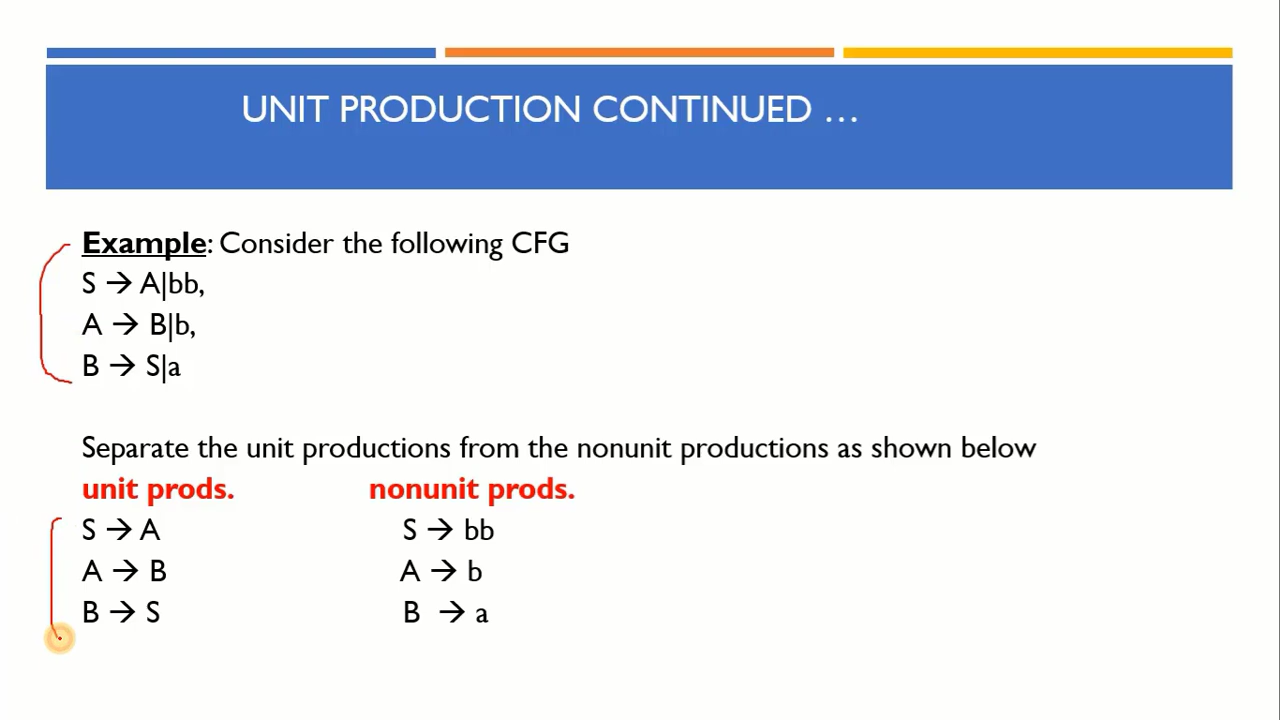 UNIT PRODUCTION CONTINUED …
Example: Consider the following CFG
S → A|bb,
A → B|b,
B → S|a
Separate the unit productions from the nonunit productions as shown below
unit prods. nonunit prods.
S → A S → bb
A → B A → b
B → S B → a